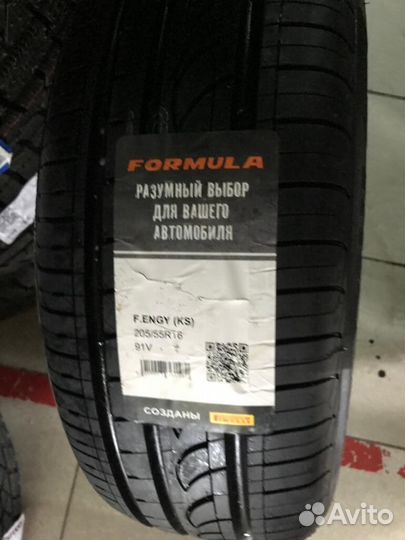 FORMULA
РАЗУМНЫЙ ВЫБОР
ДЛЯ ВАШЕГО
АВТОМОБИЛЯ
F.ENGY (KS)
205/55R16
91V
СОЗДАНЫ PIRELLI
Avito